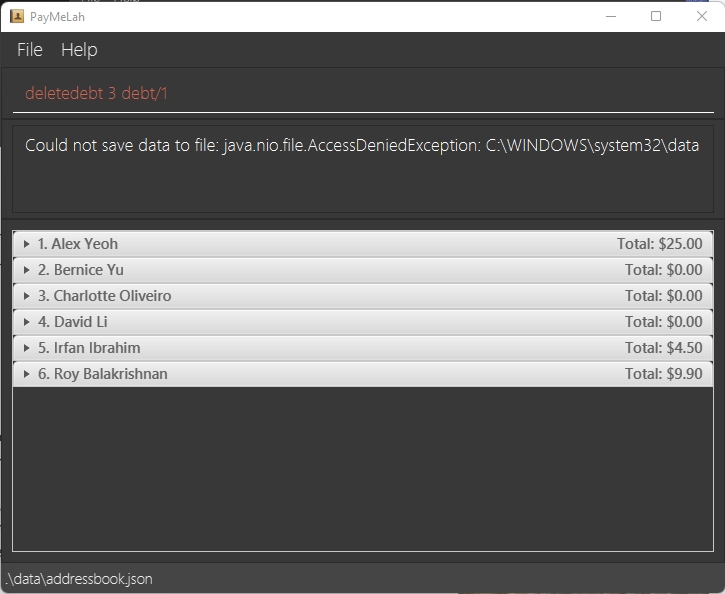 PayMeLah
File Help
deletedebt 3 debt/1
Could not save data to file: java.nio.file.AccessDeniedException: C:\WINDOWS\system32\data
1. Alex Yeoh Total: $25.00
2. Bernice Yu Total: $0.00
3. Charlotte Oliveiro Total: $0.00
4. David Li Total: $0.00
5. Irfan Ibrahim Total: $4.50
6. Roy Balakrishnan Total: $9.90
.\data\addressbook.json